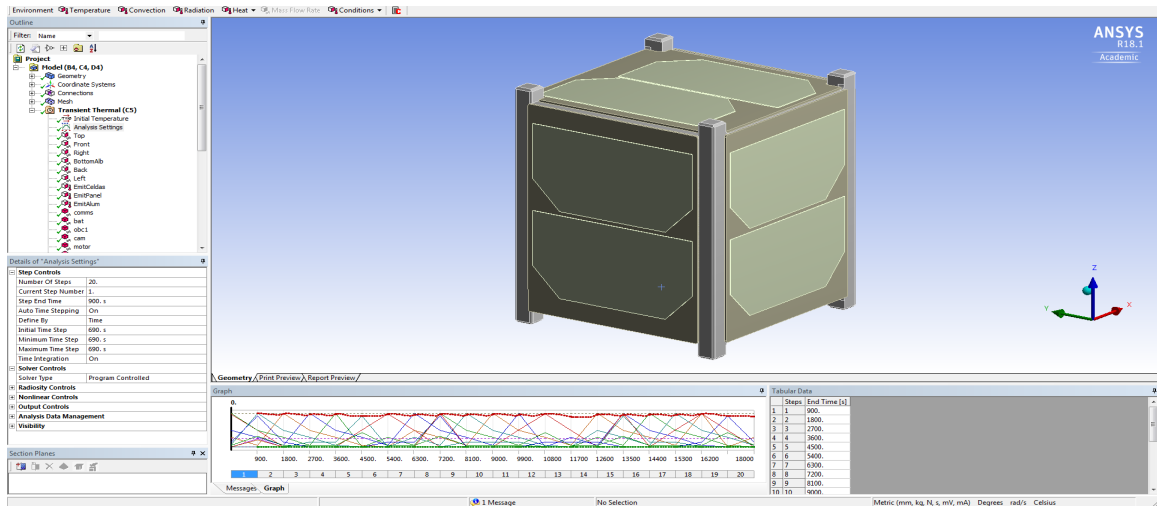 Environment Temperature Convection Radiation Heat Mass Flow Rate Conditions
Outline
Filter: Name
Project
Model (B4, C4, D4)
Geometry
Coordinate Systems
Connections
Mesh
Transient Thermal (C5)
Initial Temperature
Analysis Settings
Top
Front
Right
BottomAlb
Back
Left
EmitCeldas
EmitPanel
EmitAlum
comms
bat
obc1
cam
motor
Details of "Analysis Settings"
Step Controls
Number Of Steps 20.
Current Step Number 1.
Step End Time 900. s
Auto Time Stepping On
Define By Time
Initial Time Step 690. s
Minimum Time Step 690. s
Maximum Time Step 690. s
Time Integration On
Solver Controls
Solver Type Program Controlled
Radiosity Controls
Nonlinear Controls
Output Controls
Analysis Data Management
Visibility
Section Planes
ANSYS
R18.1
Academic
Z
Y
X
Geometry Print Preview Report Preview
Graph
0.
900. 1800. 2700. 3600. 4500. 5400. 6300. 7200. 8100. 9000. 9900. 10800 11700 12600 13500 14400 15300 16200 18000
1 2 3 4 5 6 7 8 9 10 11 12 13 14 15 16 17 18 19 20
Messages Graph
Tabular Data
Steps End Time [s]
1 1 900.
2 2 1800.
3 3 2700.
4 4 3600.
5 5 4500.
6 6 5400.
7 7 6300.
8 8 7200.
9 9 8100.
10 10 9000.
1 Message
No Selection
Metric (mm, kg, N, s, mV, mA) Degrees rad/s Celsius